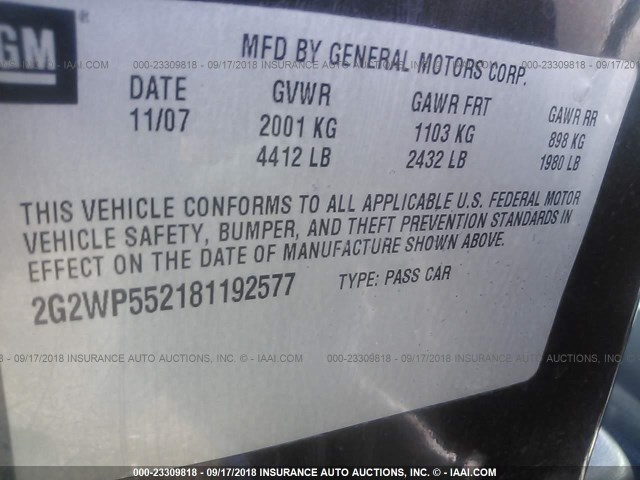 GM
MFD BY GENERAL MOTORS CORP.
DATE GVWR GAWR FRT GAWR RR
11/07 2001 KG 1103 KG 898 KG
4412 LB 2432 LB 1980 LB
THIS VEHICLE CONFORMS TO ALL APPLICABLE U.S. FEDERAL MOTOR
VEHICLE SAFETY, BUMPER, AND THEFT PREVENTION STANDARDS IN
EFFECT ON THE DATE OF MANUFACTURE SHOWN ABOVE.
2G2WP552181192577 TYPE: PASS CAR
000-23309818 - 09/17/2018 INSURANCE AUTO AUCTIONS, INC. © - IAAI.COM